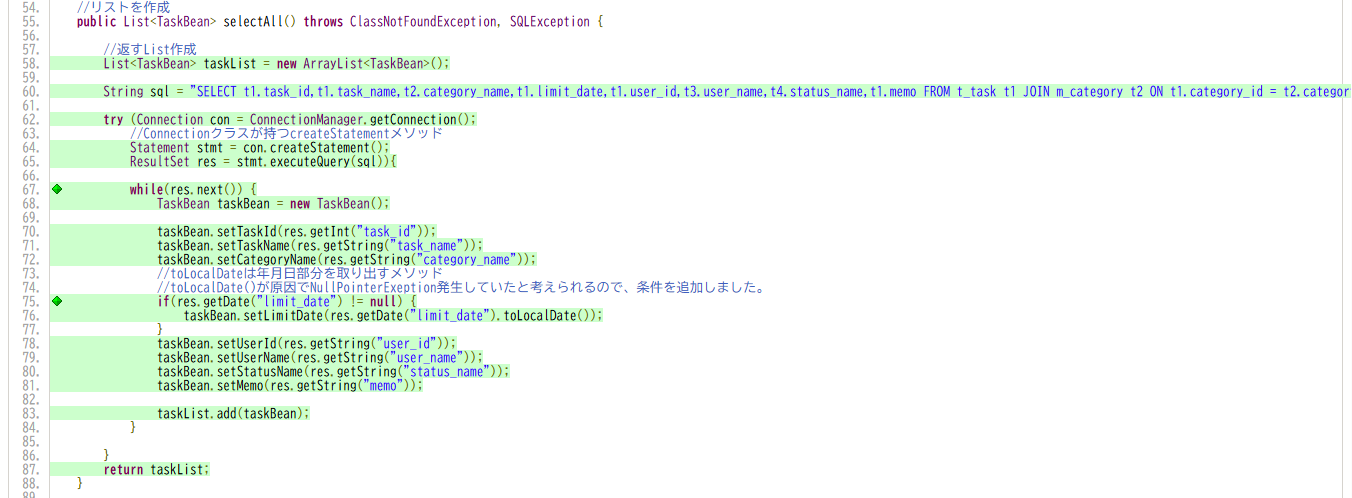 54. //リストを作成
55. public List<TaskBean> selectAll() throws ClassNotFoundException, SQLException {
56.
57. //返すList作成
58. List<TaskBean> taskList = new ArrayList<TaskBean>();
59.
60. String sql = "SELECT t1.task_id,t1.task_name,t2.category_name,t1.limit_date,t1.user_id,t3.user_name,t4.status_name,t1.memo FROM t_task t1 JOIN m_category t2 ON t1.category_id = t2.categor
61.
62. try (Connection con = ConnectionManager.getConnection();
63. //Connectionクラスが持つcreateStatementメソッド
64. Statement stmt = con.createStatement();
65. ResultSet res = stmt.executeQuery(sql)){
66.
67. while(res.next()) {
68. TaskBean taskBean = new TaskBean();
69.
70. taskBean.setTaskId(res.getInt("task_id"));
71. taskBean.setTaskName(res.getString("task_name"));
72. taskBean.setCategoryName(res.getString("category_name"));
73. //toLocalDateは年月日部分を取り出すメソッド
74. //toLocalDate()が原因でNullPointerExeption発生していたと考えられるので、条件を追加しました。
75. if(res.getDate("limit_date") != null) {
76. taskBean.setLimitDate(res.getDate("limit_date").toLocalDate());
77. }
78. taskBean.setUserId(res.getString("user_id"));
79. taskBean.setUserName(res.getString("user_name"));
80. taskBean.setStatusName(res.getString("status_name"));
81. taskBean.setMemo(res.getString("memo"));
82.
83. taskList.add(taskBean);
84. }
85.
86. }
87. return taskList;
88. }
89